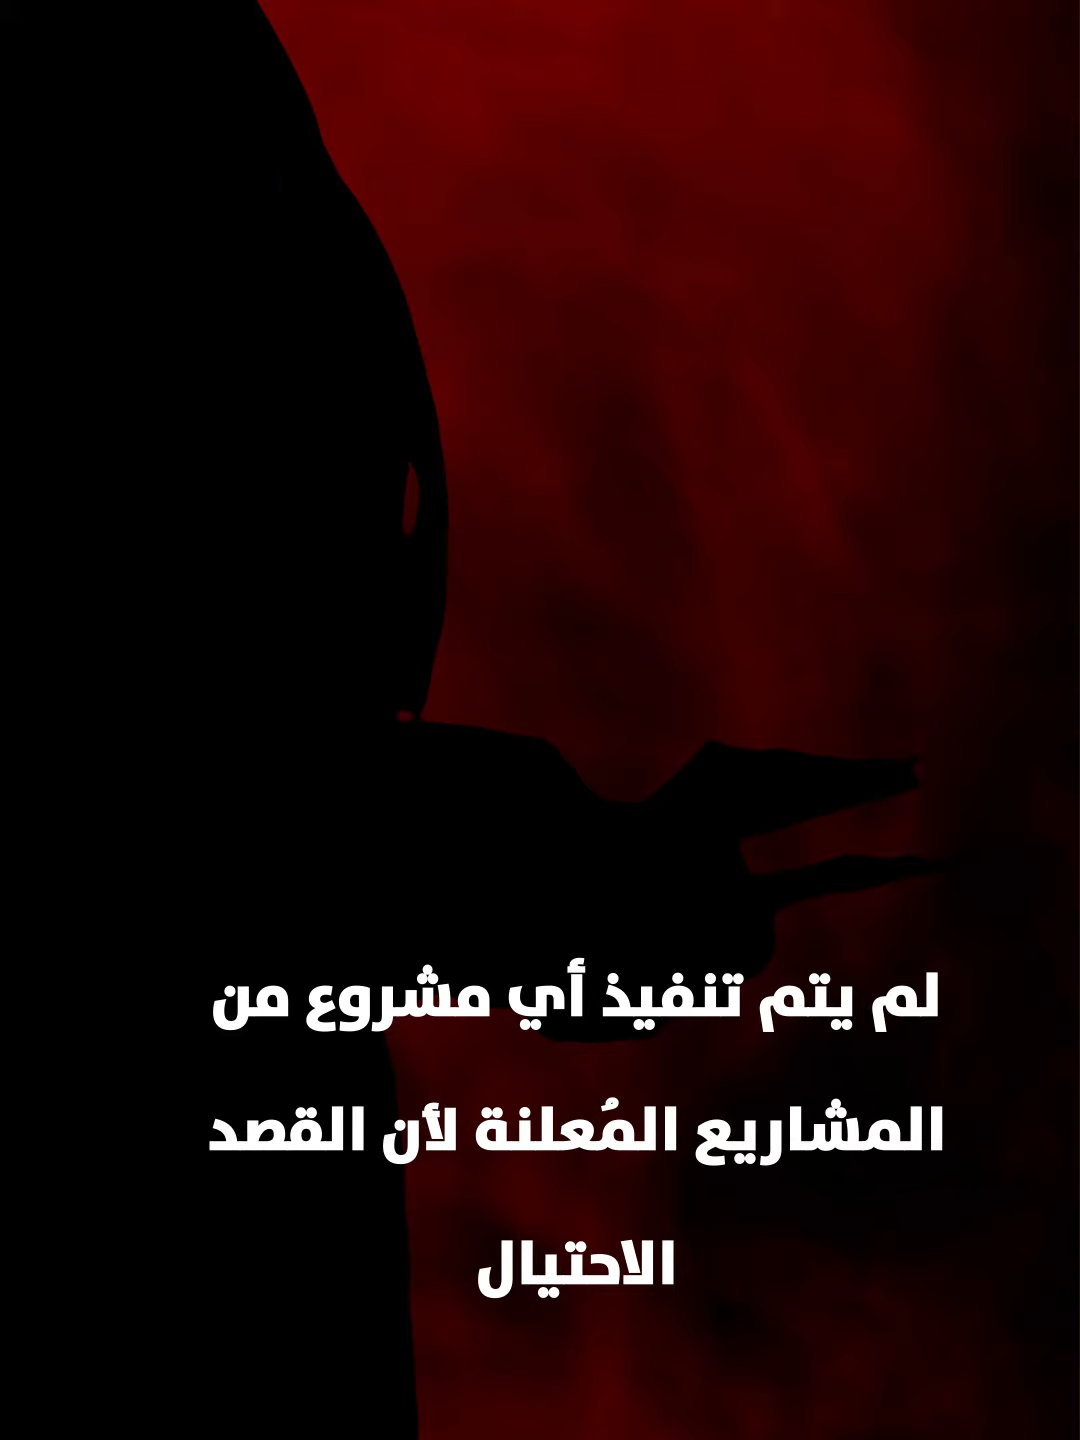 لم يتم تنفيذ أي مشروع من
المشاريع المُعلنة لأن القصد
الاحتيال